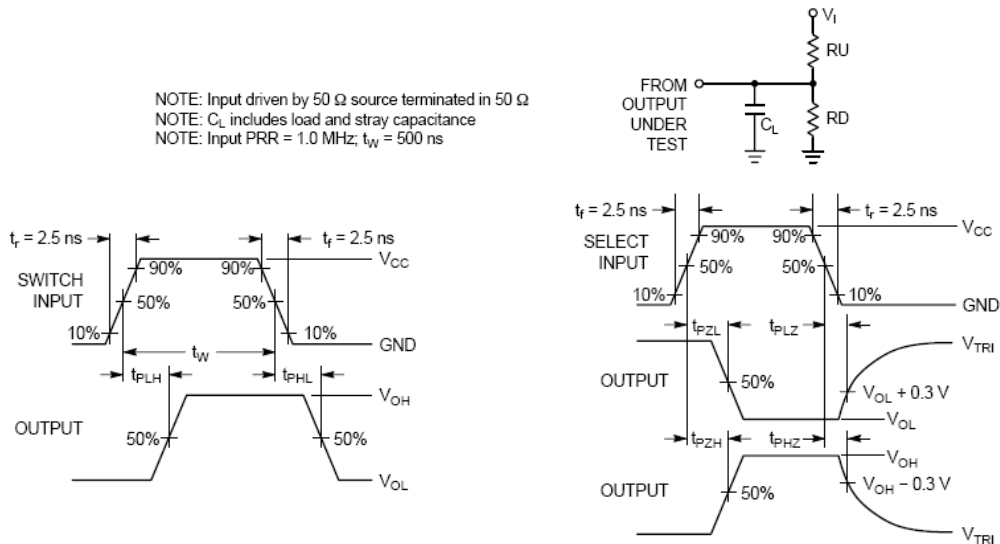 NOTE: Input driven by 50 Ω source terminated in 50 Ω
NOTE: C_L includes load and stray capacitance
NOTE: Input PRR = 1.0 MHz; t_W = 500 ns
V_I
RU
FROM
OUTPUT
UNDER
TEST
C_L
RD
t_r = 2.5 ns
t_f = 2.5 ns
SWITCH
INPUT
90%
90%
V_CC
50%
50%
10%
10%
GND
t_W
t_PLH
t_PHL
OUTPUT
V_OH
50%
50%
V_OL
t_f = 2.5 ns
t_r = 2.5 ns
SELECT
INPUT
90%
90%
V_CC
50%
50%
10%
10%
GND
t_PZL
t_PLZ
V_TRI
OUTPUT
50%
V_OL + 0.3 V
V_OL
t_PZH
t_PHZ
V_OH
OUTPUT
50%
V_OH − 0.3 V
V_TRI